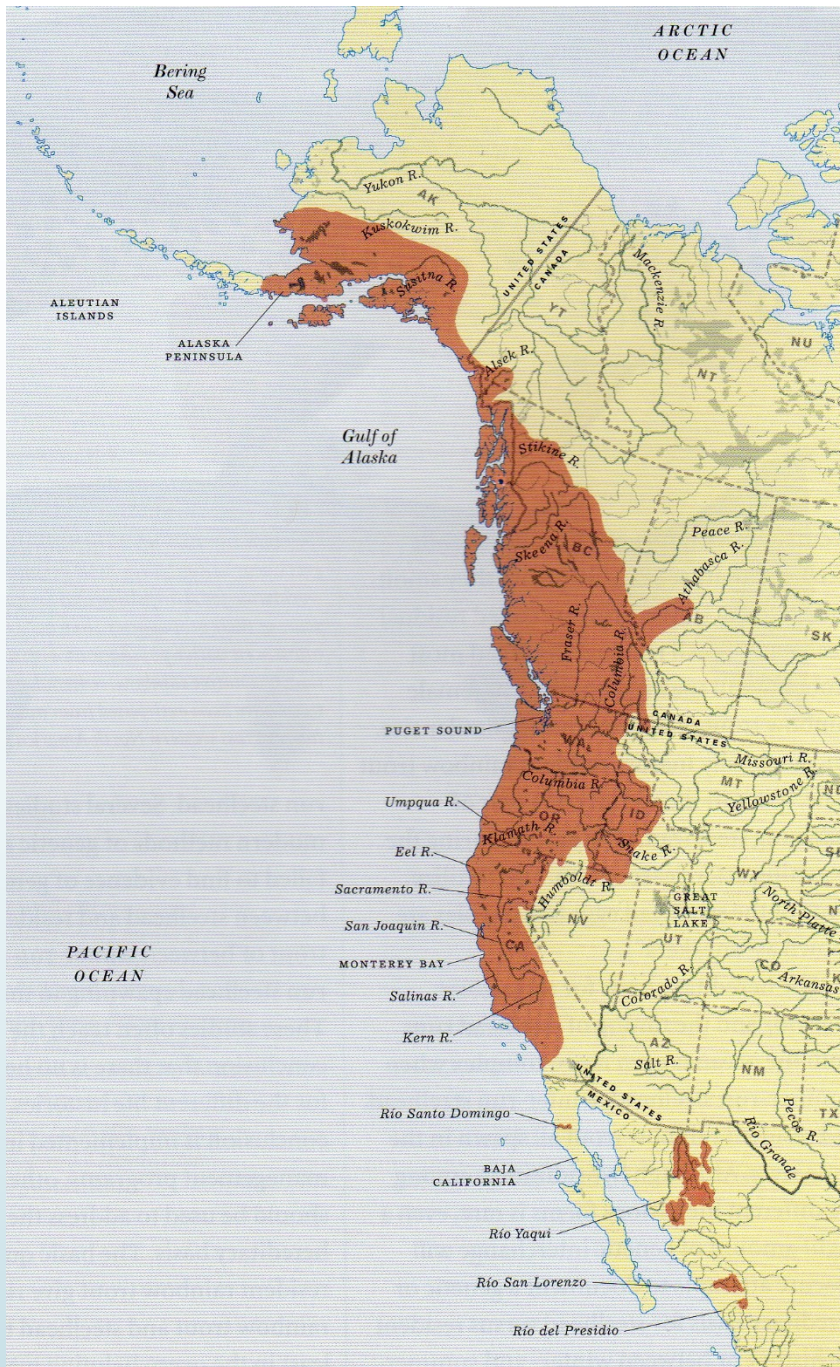 ARCTIC
OCEAN
Bering
Sea
Yukon R.
AK
Kuskokwim R.
UNITED STATES
CANADA
Mackenzie R.
Susitna R.
ALEUTIAN
ISLANDS
ALASKA
PENINSULA
YT
NU
NT
Alsek R.
Gulf of
Alaska
Stikine R.
Skeena R.
BC
Peace R.
Athabasca R.
AB
SK
Fraser R.
Columbia R.
CANADA
UNITED STATES
PUGET SOUND
WA
Missouri R.
MT
Yellowstone R.
Columbia R.
Umpqua R.
OR
ID
Klamath R.
Snake R.
Eel R.
WY
Sacramento R.
Humboldt R.
GREAT
SALT
LAKE
North Platte
NV
UT
San Joaquin R.
CA
PACIFIC
OCEAN
MONTEREY BAY
CO
Arkansas
Salinas R.
Colorado R.
Kern R.
AZ
Salt R.
NM
Pecos R.
TX
UNITED STATES
MEXICO
Río Santo Domingo
Rio Grande
BAJA
CALIFORNIA
Río Yaqui
Río San Lorenzo
Río del Presidio